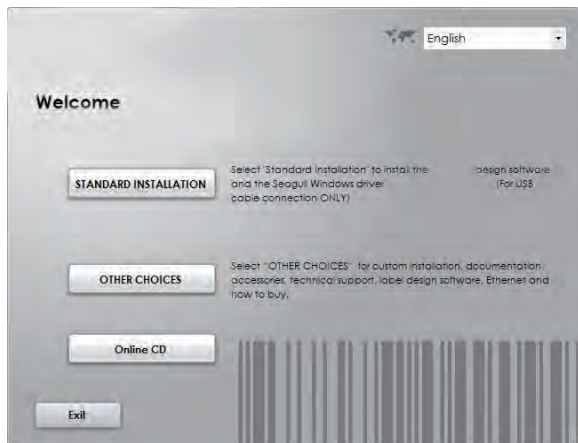 English
Welcome
STANDARD INSTALLATION
Select 'Standard Installation' to install the design software
and the Seagull Windows driver (For USB
cable connection ONLY)
OTHER CHOICES
Select "OTHER CHOICES" for custom installation, documentation
accessories, technical support, label design software, Ethernet and
how to buy.
Online CD
Exit